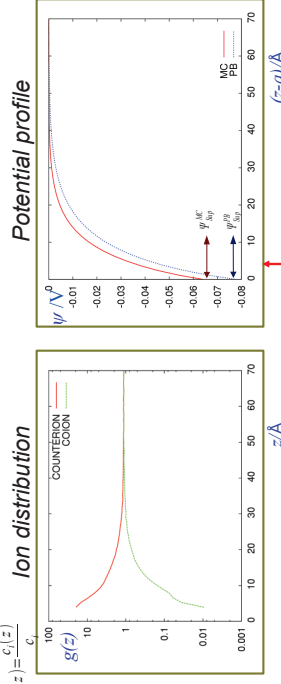 z)= c_i(z) / c_i
Ion distribution
100
10
1
0.1
0.01
0.001
g(z)
COUNTERION
COION
0 10 20 30 40 50 60 70
z/Å
Potential profile
0
-0.01
-0.02
-0.03
-0.04
-0.05
-0.06
-0.07
-0.08
ψ/V
MC
PB
0 10 20 30 40 50 60 70
(z-a)/Å